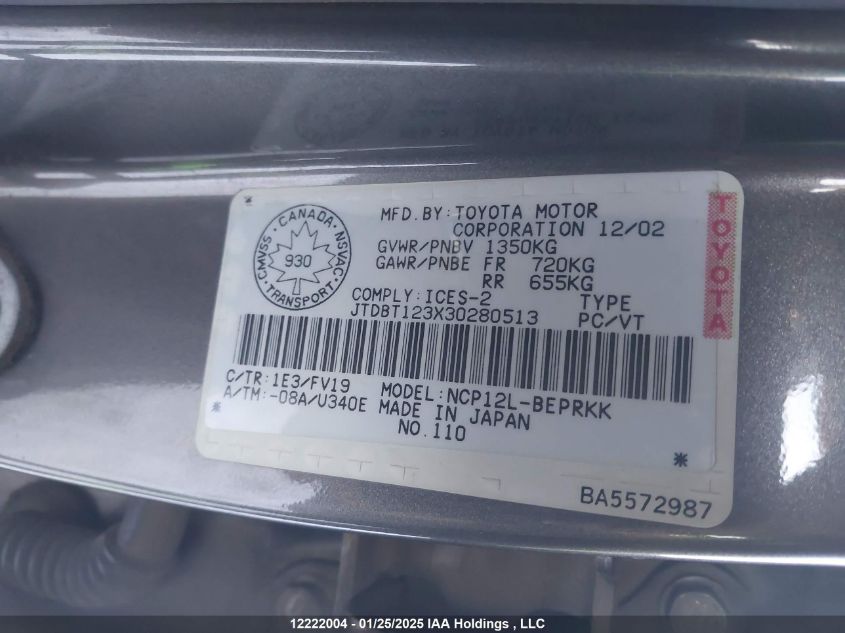 CANADA
CMVSS NSVAC
930
TRANSPORT
MFD.BY:TOYOTA MOTOR
CORPORATION 12/02
GVWR/PNBV 1350KG
GAWR/PNBE FR 720KG
RR 655KG
COMPLY:ICES-2 TYPE
JTDBT123X30280513 PC/VT
TOYOTA
C/TR:1E3/FV19 MODEL:NCP12L-BEPRKK
A/TM:-08A/U340E MADE IN JAPAN
NO.110
BA5572987
12222004 - 01/25/2025 IAA Holdings , LLC